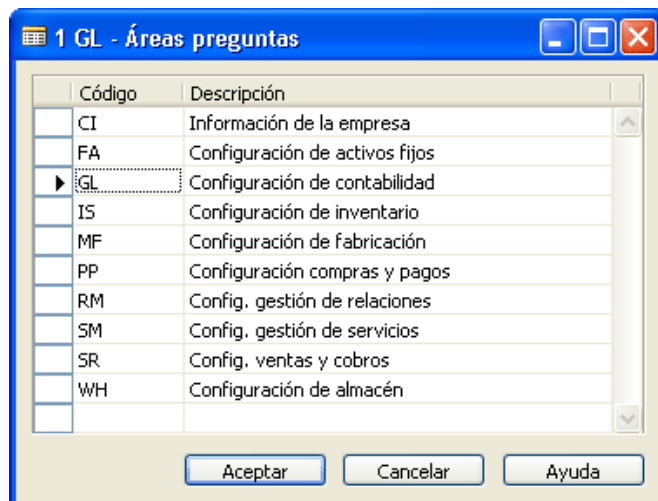 1 GL - Áreas preguntas
Código Descripción
CI Información de la empresa
FA Configuración de activos fijos
GL Configuración de contabilidad
IS Configuración de inventario
MF Configuración de fabricación
PP Configuración compras y pagos
RM Config. gestión de relaciones
SM Config. gestión de servicios
SR Config. ventas y cobros
WH Configuración de almacén
Aceptar Cancelar Ayuda